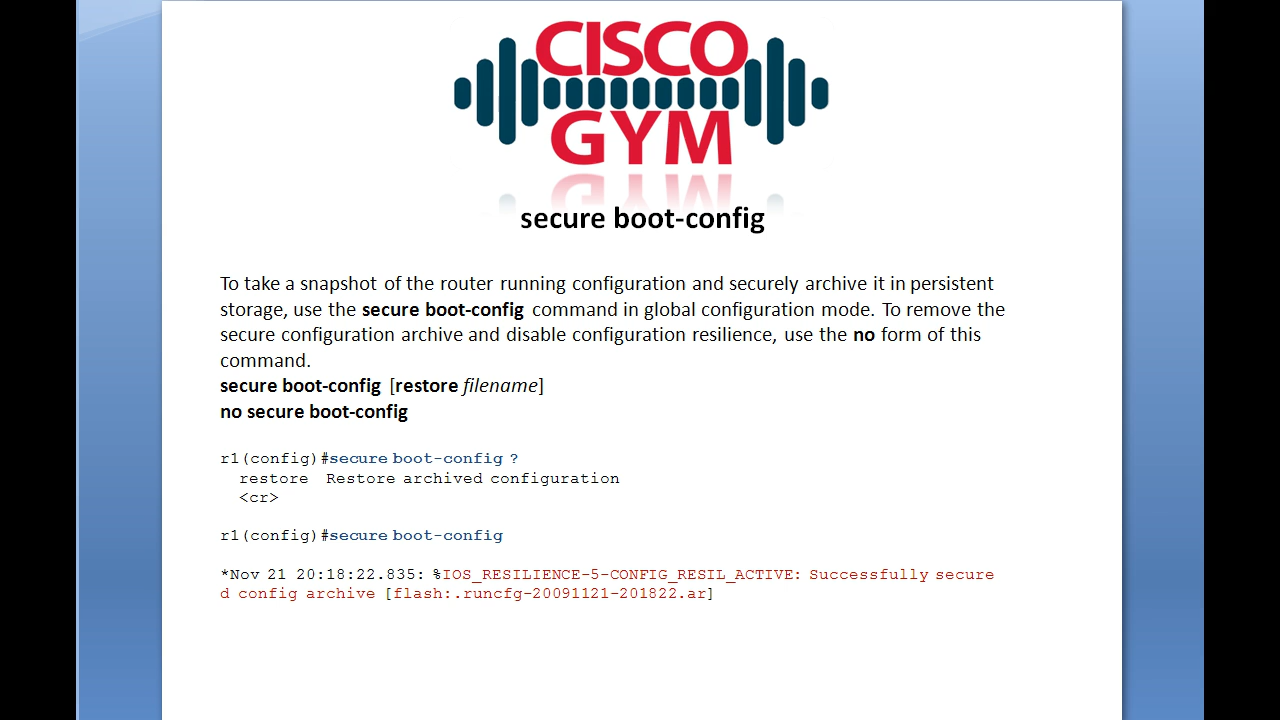 CISCO
GYM
secure boot-config
To take a snapshot of the router running configuration and securely archive it in persistent
storage, use the secure boot-config command in global configuration mode. To remove the
secure configuration archive and disable configuration resilience, use the no form of this
command.
secure boot-config [restore filename]
no secure boot-config
r1(config)#secure boot-config ?
restore Restore archived configuration
<cr>
r1(config)#secure boot-config
*Nov 21 20:18:22.835: %IOS_RESILIENCE-5-CONFIG_RESIL_ACTIVE: Successfully secure
d config archive [flash:.runcfg-20091121-201822.ar]